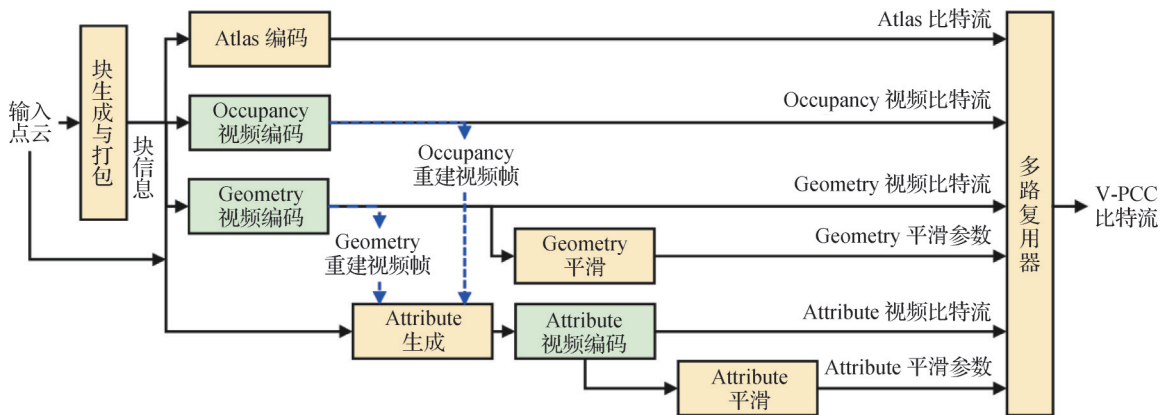 输入
点云
块生成与打包
块信息
Atlas 编码
Atlas 比特流
Occupancy
视频编码
Occupancy 视频比特流
Occupancy
重建视频帧
Geometry
视频编码
Geometry 视频比特流
Geometry
重建视频帧
Geometry
平滑
Geometry 平滑参数
Attribute
生成
Attribute
视频编码
Attribute 视频比特流
Attribute
平滑
Attribute 平滑参数
多路复用器
V-PCC
比特流